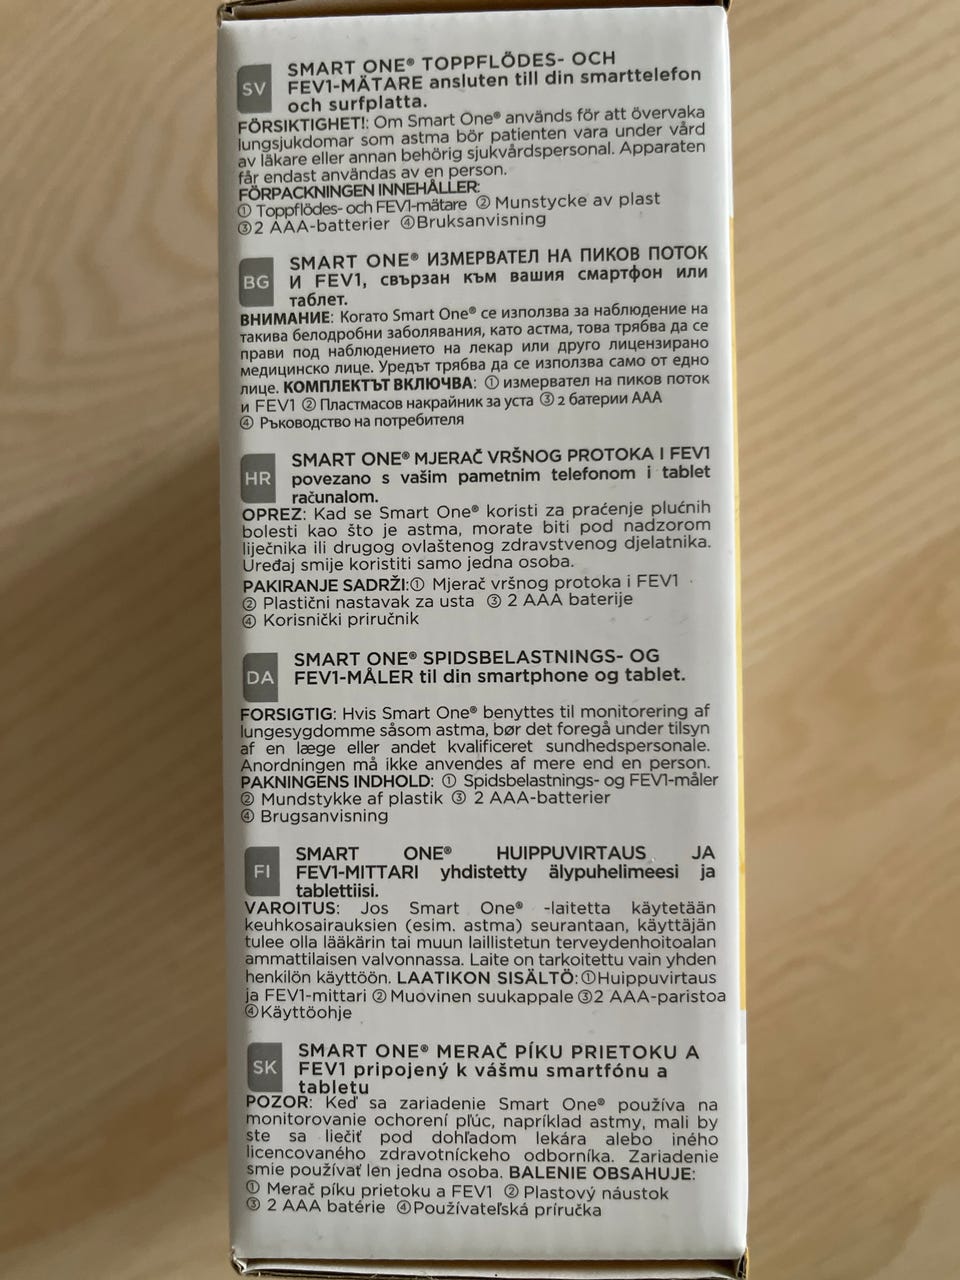 SV
SMART ONE® TOPPFLÖDES- OCH
FEV1-MÄTARE ansluten till din smarttelefon
och surfplatta.
FÖRSIKTIGHET!: Om Smart One® används för att övervaka
lungsjukdomar som astma bör patienten vara under vård
av läkare eller annan behörig sjukvårdspersonal. Apparaten
får endast användas av en person.
FÖRPACKNINGEN INNEHÅLLER:
① Toppflödes- och FEV1-mätare ② Munstycke av plast
③2 AAA-batterier ④Bruksanvisning
BG
SMART ONE® ИЗМЕРВАТЕЛ НА ПИКОВ ПОТОК
И FEV1, свързан към вашия смартфон или
таблет.
ВНИМАНИЕ: Когато Smart One® се използва за наблюдение на
такива белодробни заболявания, като астма, това трябва да се
прави под наблюдението на лекар или друго лицензирано
медицинско лице. Уредът трябва да се използва само от едно
лице. КОМПЛЕКТЪТ ВКЛЮЧВА: ① измервател на пиков поток
и FEV1 ② Пластмасов накрайник за уста ③ 2 батерии ААА
④ Ръководство на потребителя
HR
SMART ONE® MJERAČ VRŠNOG PROTOKA I FEV1
povezano s vašim pametnim telefonom i tablet
računalom.
OPREZ: Kad se Smart One® koristi za praćenje plućnih
bolesti kao što je astma, morate biti pod nadzorom
liječnika ili drugog ovlaštenog zdravstvenog djelatnika.
Uređaj smije koristiti samo jedna osoba.
PAKIRANJE SADRŽI:① Mjerač vršnog protoka i FEV1
② Plastični nastavak za usta ③ 2 AAA baterije
④ Korisnički priručnik
DA
SMART ONE® SPIDSBELASTNINGS- OG
FEV1-MÅLER til din smartphone og tablet.
FORSIGTIG: Hvis Smart One® benyttes til monitorering af
lungesygdomme såsom astma, bør det foregå under tilsyn
af en læge eller andet kvalificeret sundhedspersonale.
Anordningen må ikke anvendes af mere end en person.
PAKNINGENS INDHOLD: ① Spidsbelastnings- og FEV1-måler
② Mundstykke af plastik ③ 2 AAA-batterier
④ Brugsanvisning
FI
SMART ONE® HUIPPUVIRTAUS JA
FEV1-MITTARI yhdistetty älypuhelimeesi ja
tablettiisi.
VAROITUS: Jos Smart One® -laitetta käytetään
keuhkosairauksien (esim. astma) seurantaan, käyttäjän
tulee olla lääkärin tai muun laillistetun terveydenhoitoalan
ammattilaisen valvonnassa. Laite on tarkoitettu vain yhden
henkilön käyttöön. LAATIKON SISÄLTÖ:①Huippuvirtaus
ja FEV1-mittari ② Muovinen suukappale ③2 AAA-paristoa
④Käyttöohje
SK
SMART ONE® MERAČ PÍKU PRIETOKU A
FEV1 pripojený k vášmu smartfónu a
tabletu
POZOR: Keď sa zariadenie Smart One® používa na
monitorovanie ochorení pľúc, napríklad astmy, mali by
ste sa liečiť pod dohľadom lekára alebo iného
licencovaného zdravotníckeho odborníka. Zariadenie
smie používať len jedna osoba. BALENIE OBSAHUJE:
① Merač píku prietoku a FEV1 ② Plastový náustok
③ 2 AAA batérie ④Používateľská príručka